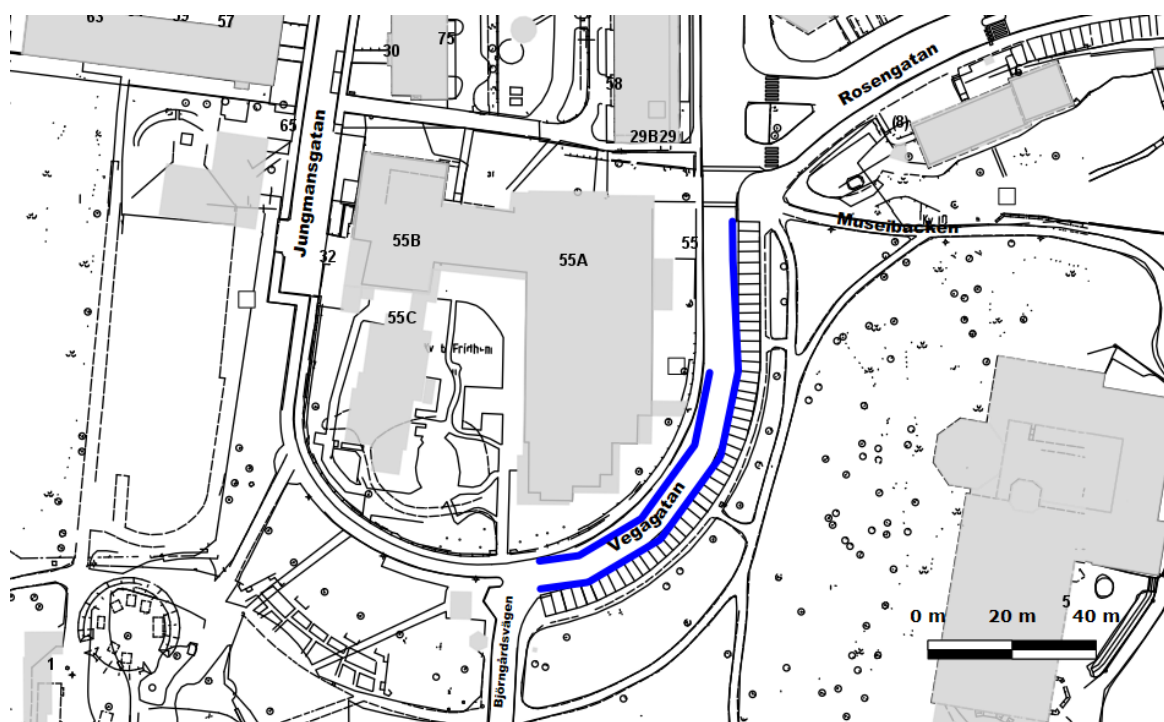 63
59
57
75
30
58
Rosengatan
(8)
65
Jungmansgatan
29B29
Museibacken
55B
55
32
55A
55C
Vegagatan
0 m 20 m 40 m
5
Björngårdsvägen
1